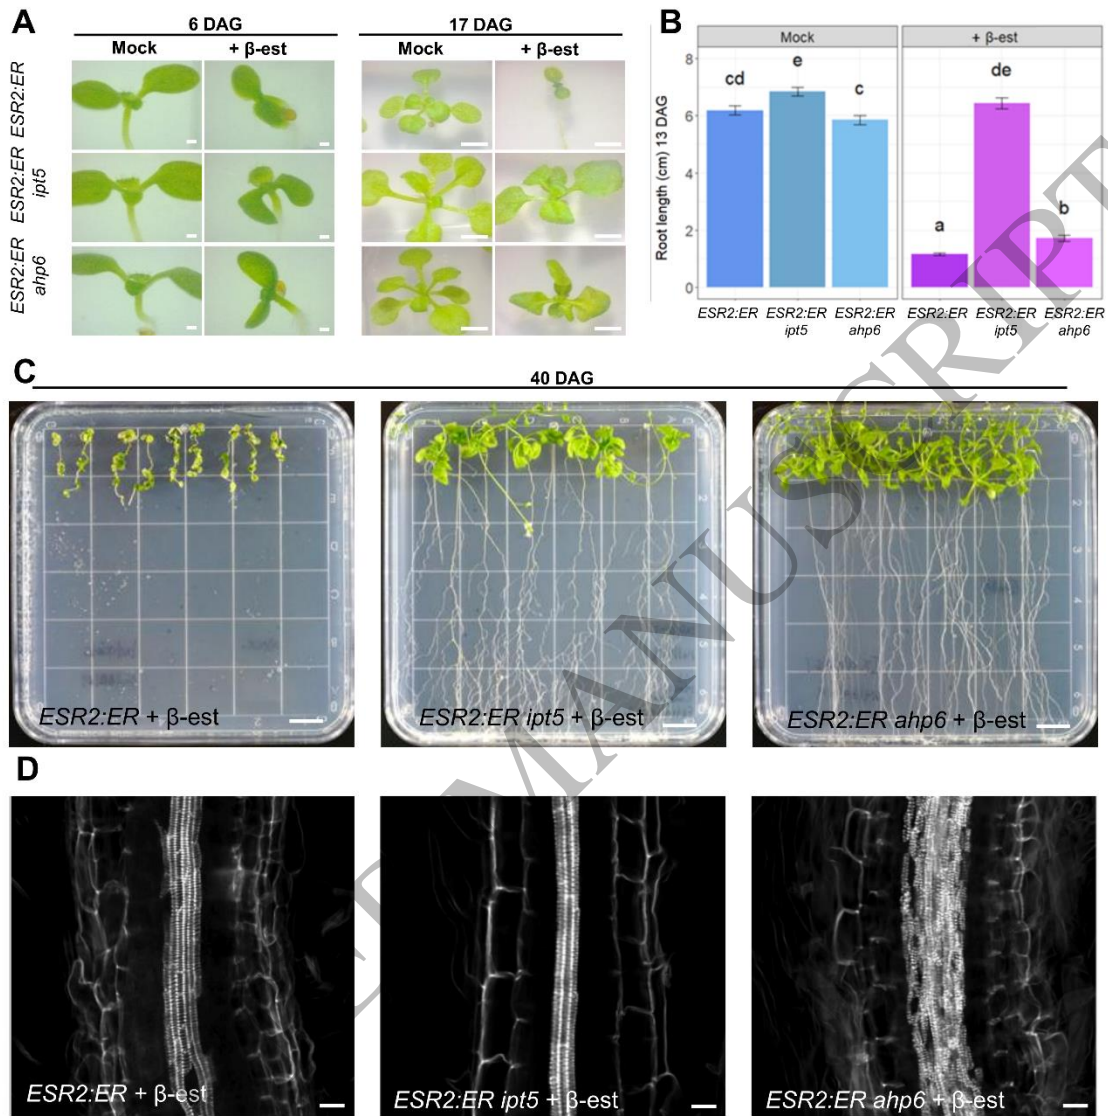 A
6 DAG
17 DAG
Mock
+ β-est
Mock
+ β-est
ESR2:ER
ESR2:ER
ipt5
ESR2:ER
ahp6
B
Mock
+ β-est
Root length (cm) 13 DAG
8
6
4
2
0
cd
e
c
a
de
b
ESR2:ER
ESR2:ER
ipt5
ESR2:ER
ahp6
ESR2:ER
ESR2:ER
ipt5
ESR2:ER
ahp6
C
40 DAG
ESR2:ER + β-est
ESR2:ER ipt5 + β-est
ESR2:ER ahp6 + β-est
D
ESR2:ER + β-est
ESR2:ER ipt5 + β-est
ESR2:ER ahp6 + β-est
MANUSCRIPT